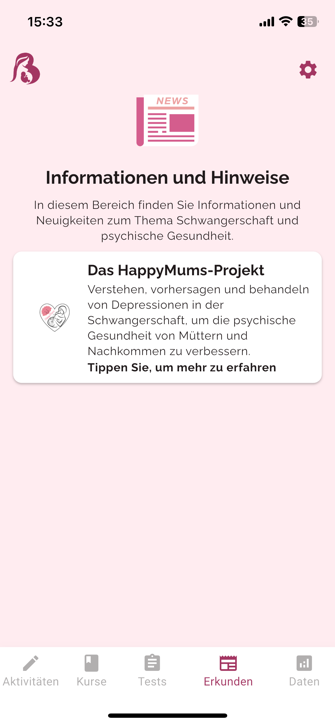 15:33
35
NEWS
Informationen und Hinweise
In diesem Bereich finden Sie Informationen und
Neuigkeiten zum Thema Schwangerschaft und
psychische Gesundheit.
Das HappyMums-Projekt
Verstehen, vorhersagen und behandeln
von Depressionen in der
Schwangerschaft, um die psychische
Gesundheit von Müttern und
Nachkommen zu verbessern.
Tippen Sie, um mehr zu erfahren
Aktivitäten Kurse Tests Erkunden Daten